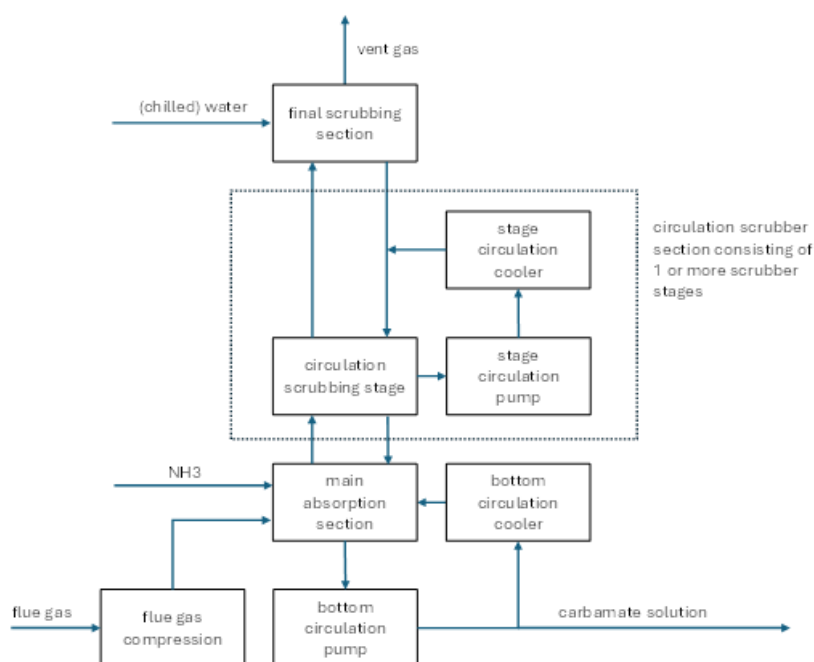 vent gas
(chilled) water
final scrubbing
section
stage
circulation
cooler
circulation scrubber
section consisting of
1 or more scrubber
stages
circulation
scrubbing stage
stage
circulation
pump
NH3
main
absorption
section
bottom
circulation
cooler
flue gas
flue gas
compression
bottom
circulation
pump
carbamate solution